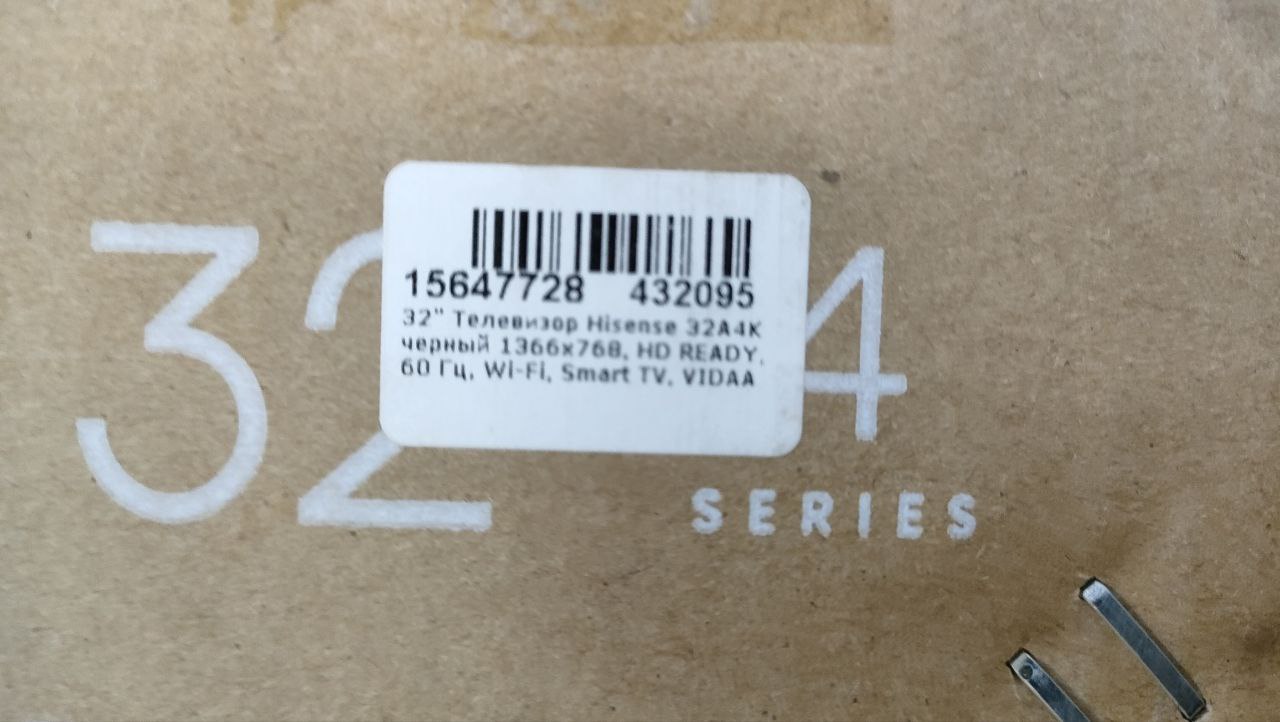 15647728 432095
32" Телевизор Hisense 32A4K
черный 1366x768, HD READY,
60 Гц, Wi-Fi, Smart TV, VIDAA
32 4
SERIES